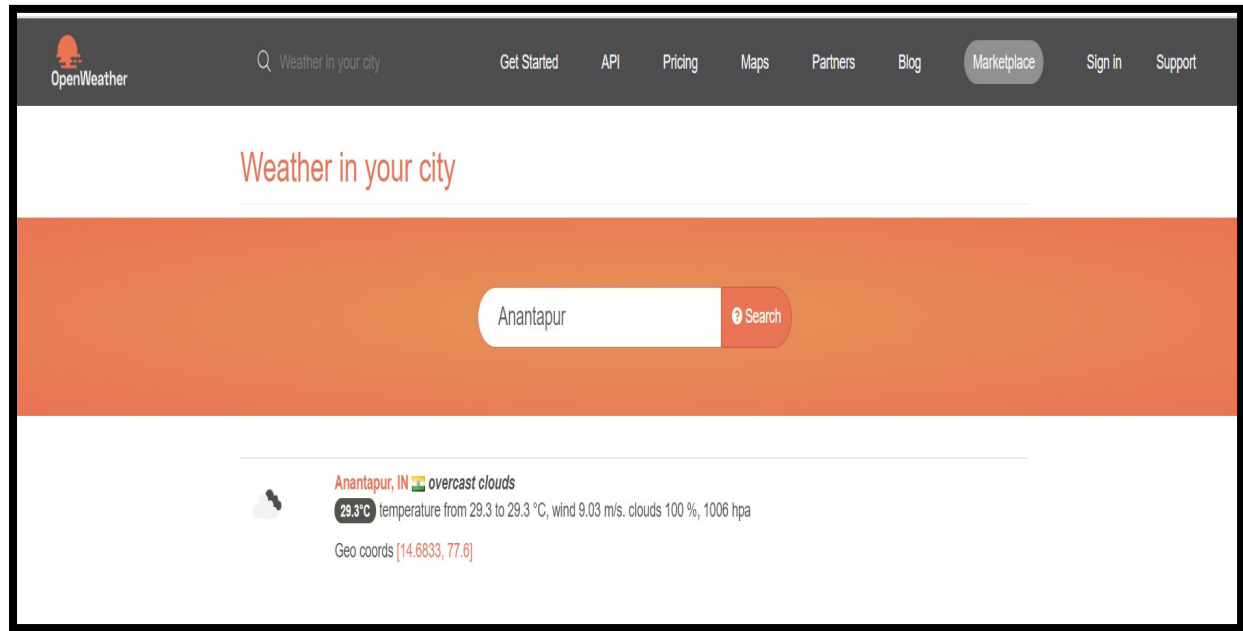 OpenWeather
Weather in your city
Get Started
API
Pricing
Maps
Partners
Blog
Marketplace
Sign in
Support
Weather in your city
Anantapur
Search
Anantapur, IN overcast clouds
29.3°C temperature from 29.3 to 29.3 °C, wind 9.03 m/s. clouds 100 %, 1006 hpa
Geo coords [14.6833, 77.6]